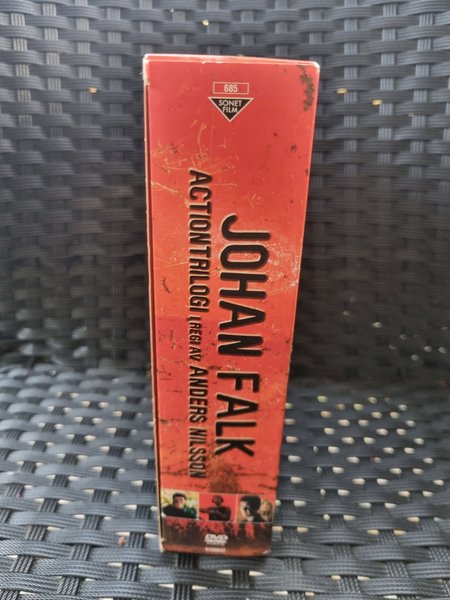 685
SONET
FILM
JOHAN FALK
ACTIONTRILOGI (REGI AV ANDERS NILSSON
DVD